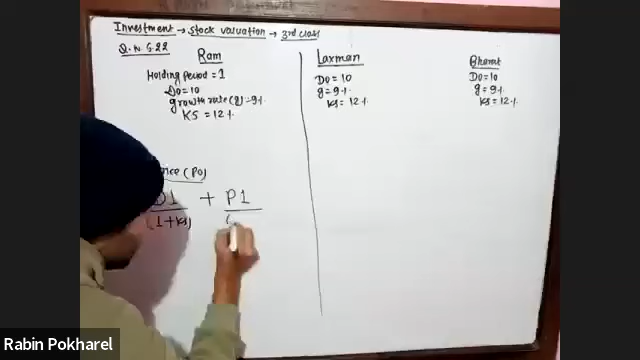 Investment → Stock valuation → 3rd class
Q.N 5.22
Ram
Holding period = 1
D0 = 10
growth rate (g) = 9%
KS = 12%
Laxman
D0 = 10
g = 9%
KS = 12%
Bharat
D0 = 10
g = 9%
KS = 12%
(P0)
D1 + P1
(1+KS) (
Rabin Pokharel